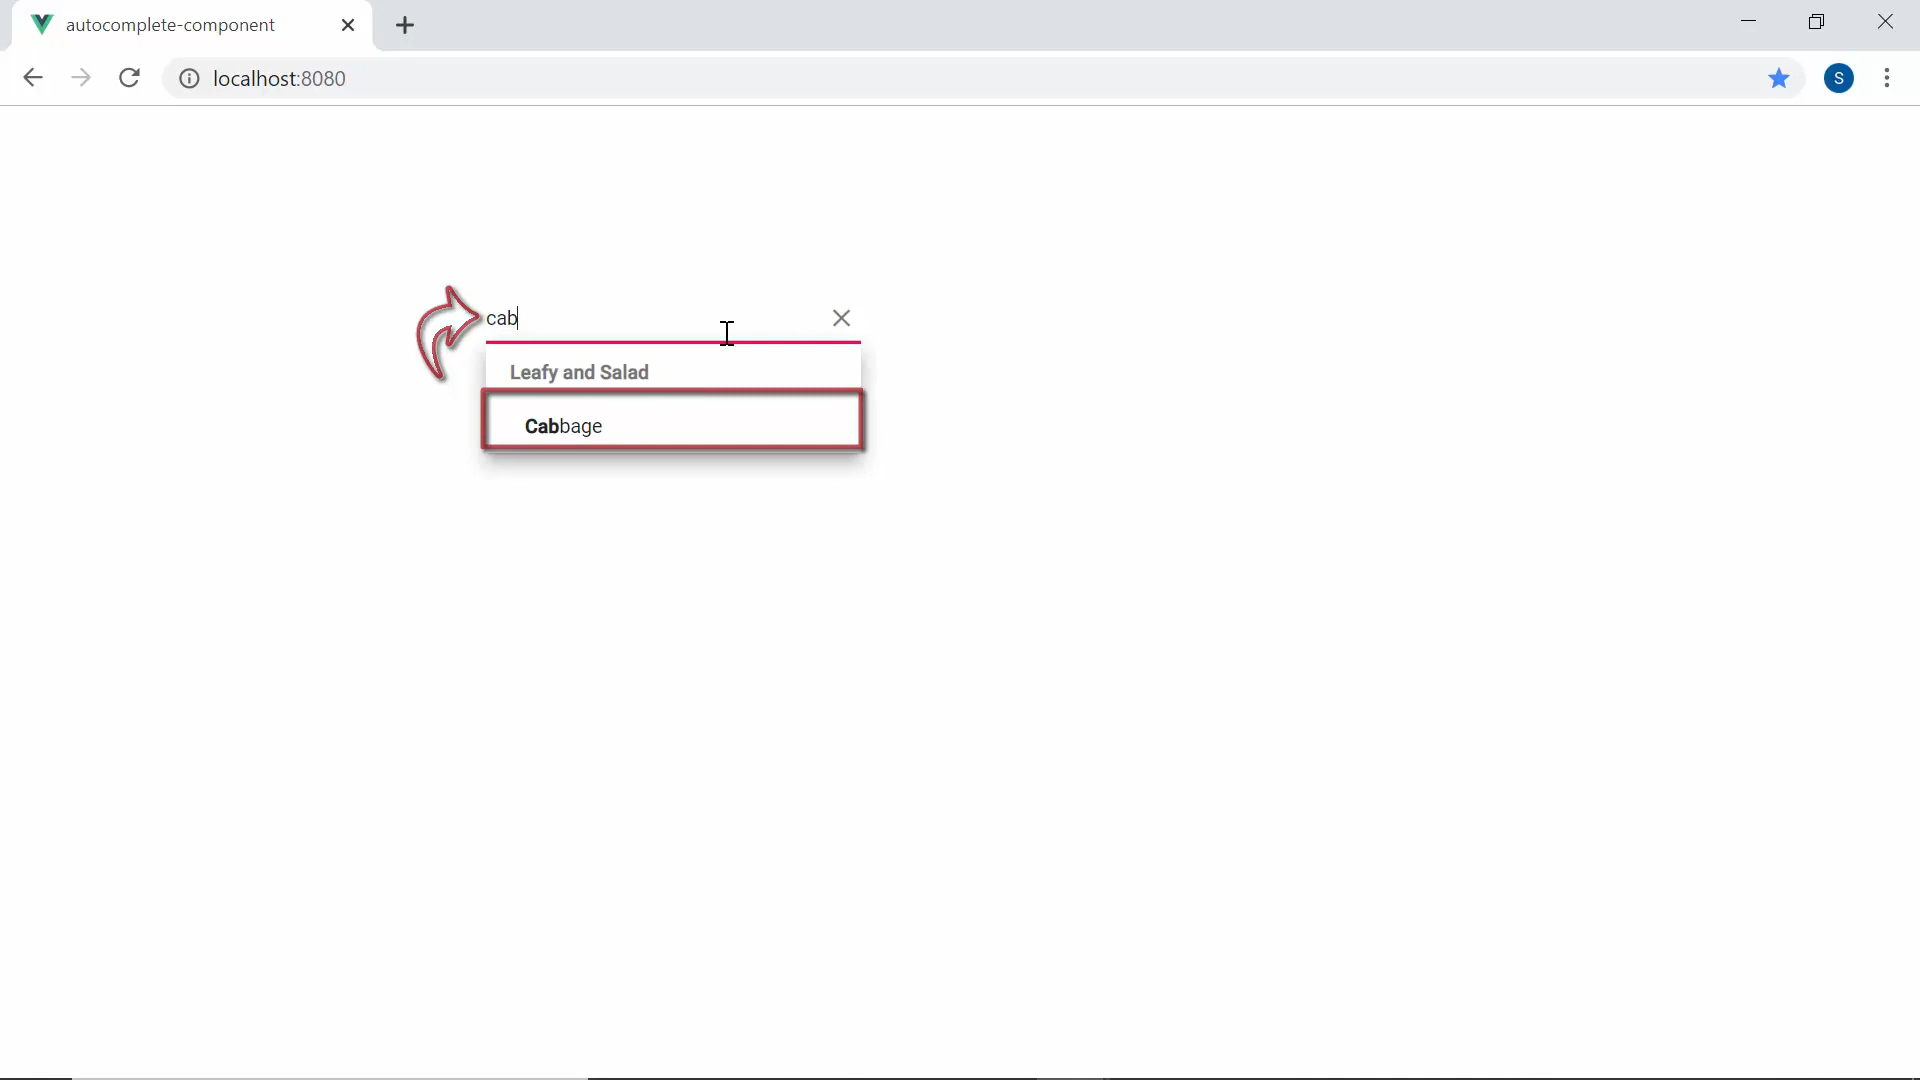 autocomplete-component
localhost:8080
S
cab
Leafy and Salad
Cabbage